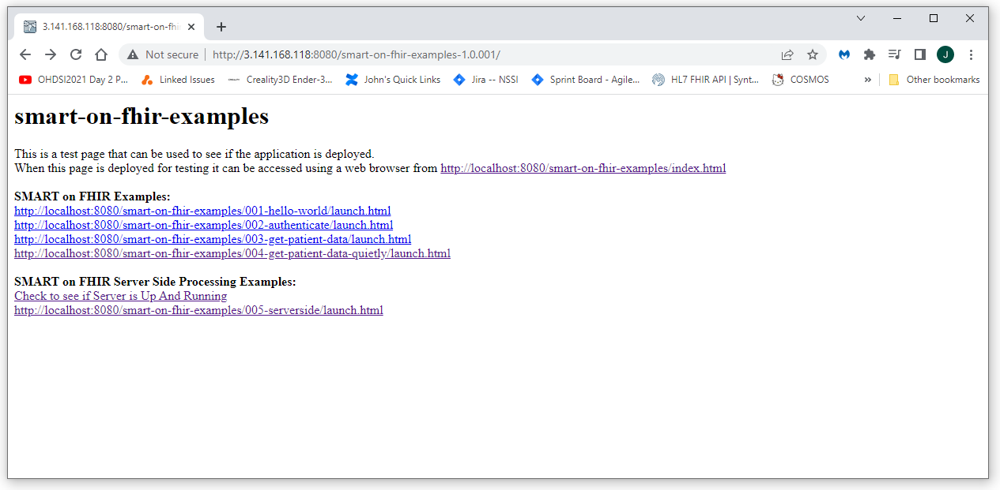 3.141.168.118:8080/smart-on-fhi
Not secure
http://3.141.168.118:8080/smart-on-fhir-examples-1.0.001/
J
OHDSI2021 Day 2 P...
Linked Issues
Creality3D Ender-3...
John's Quick Links
Jira -- NSSI
Sprint Board - Agile...
HL7 FHIR API | Synt...
COSMOS
»
Other bookmarks
smart-on-fhir-examples
This is a test page that can be used to see if the application is deployed.
When this page is deployed for testing it can be accessed using a web browser from http://localhost:8080/smart-on-fhir-examples/index.html
SMART on FHIR Examples:
http://localhost:8080/smart-on-fhir-examples/001-hello-world/launch.html
http://localhost:8080/smart-on-fhir-examples/002-authenticate/launch.html
http://localhost:8080/smart-on-fhir-examples/003-get-patient-data/launch.html
http://localhost:8080/smart-on-fhir-examples/004-get-patient-data-quietly/launch.html
SMART on FHIR Server Side Processing Examples:
Check to see if Server is Up And Running
http://localhost:8080/smart-on-fhir-examples/005-serverside/launch.html